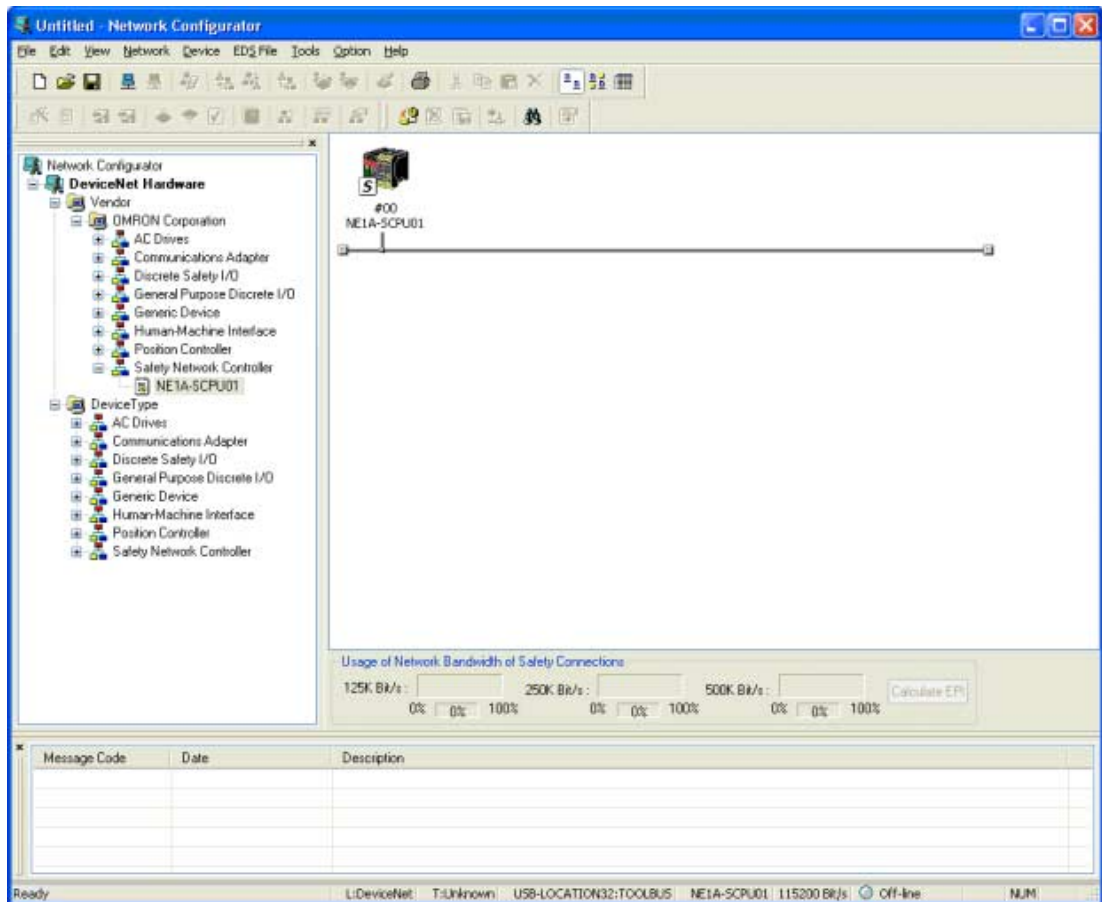 Untitled - Network Configurator
File Edit View Network Device EDS File Tools Option Help
Network Configurator
DeviceNet Hardware
Vendor
OMRON Corporation
AC Drives
Communications Adapter
Discrete Safety I/O
General Purpose Discrete I/O
Generic Device
Human-Machine Interface
Position Controller
Safety Network Controller
NE1A-SCPU01
DeviceType
AC Drives
Communications Adapter
Discrete Safety I/O
General Purpose Discrete I/O
Generic Device
Human-Machine Interface
Position Controller
Safety Network Controller
S
#00
NE1A-SCPU01
Usage of Network Bandwidth of Safety Connections
125K Bit/s : 250K Bit/s : 500K Bit/s : Calculate EPI
0% 0% 100% 0% 0% 100% 0% 0% 100%
Message Code Date Description
Ready L:DeviceNet T:Unknown USB-LOCATION32:TOOLBUS NE1A-SCPU01 115200 Bit/s Off-line NUM